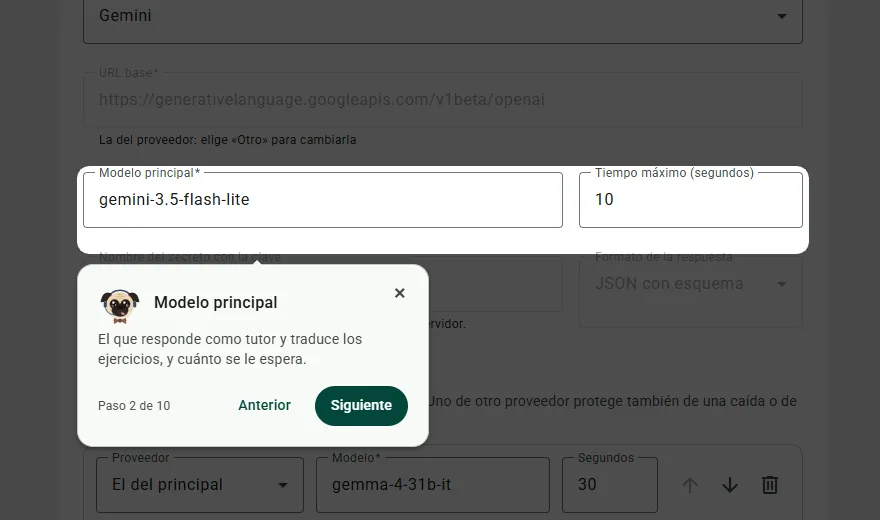 Gemini
URL base*
https://generativelanguage.googleapis.com/v1beta/openai
La del proveedor: elige «Otro» para cambiarla
Modelo principal*
gemini-3.5-flash-lite
Tiempo máximo (segundos)
10
Nombre del secreto con la clave
Formato de la respuesta
JSON con esquema
Modelo principal
El que responde como tutor y traduce los
ejercicios, y cuánto se le espera.
Paso 2 de 10
Anterior
Siguiente
Uno de otro proveedor protege también de una caída o de
Proveedor
El del principal
Modelo*
gemma-4-31b-it
Segundos
30